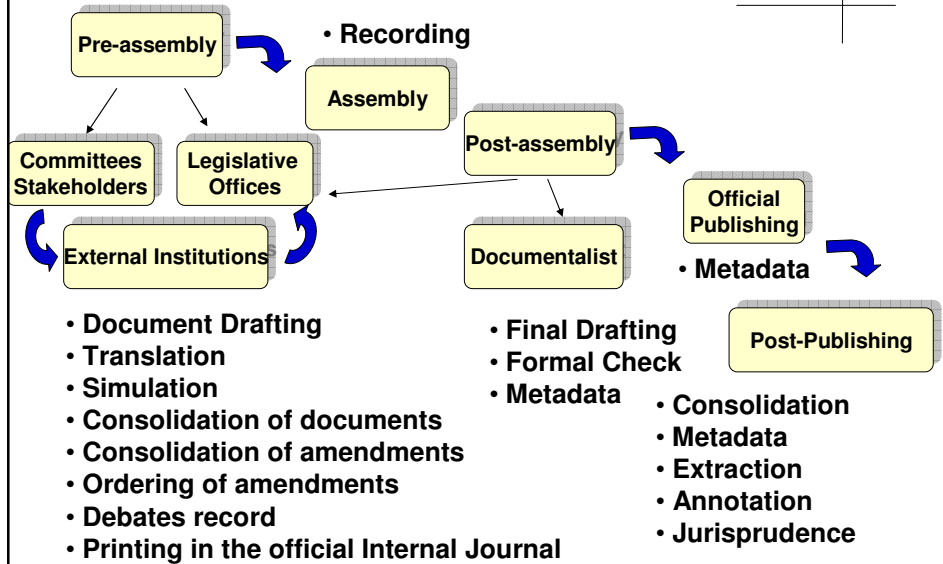 Pre-assembly
• Recording
Assembly
Post-assembly
Committees
Stakeholders
Legislative
Offices
Official
Publishing
External Institutions
Documentalist
• Metadata
• Document Drafting
• Translation
• Simulation
• Consolidation of documents
• Consolidation of amendments
• Ordering of amendments
• Debates record
• Printing in the official Internal Journal
• Final Drafting
• Formal Check
• Metadata
Post-Publishing
• Consolidation
• Metadata
• Extraction
• Annotation
• Jurisprudence